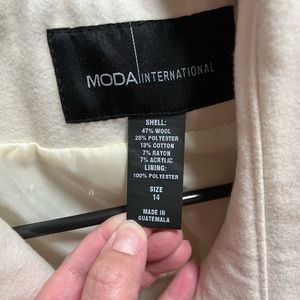 MODA INTERNATIONAL
SHELL:
47% WOOL
26% POLYESTER
13% COTTON
7% RAYON
7% ACRYLIC
LINING:
100% POLYESTER
SIZE
14
MADE IN
GUATEMALA